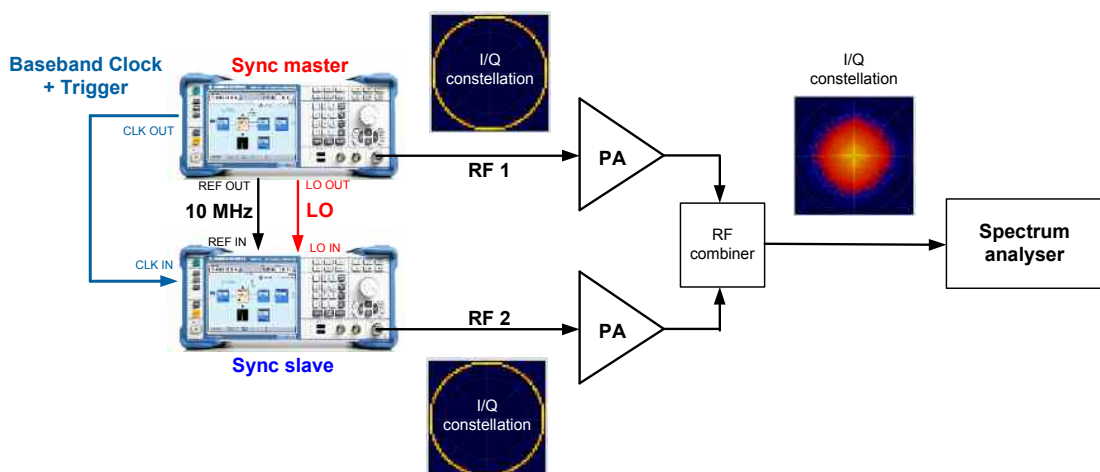 Baseband Clock
+ Trigger
Sync master
I/Q
constellation
I/Q
constellation
CLK OUT
PA
RF 1
REF OUT
LO OUT
10 MHz
LO
REF IN
LO IN
RF
combiner
Spectrum
analyser
CLK IN
RF 2
PA
Sync slave
I/Q
constellation